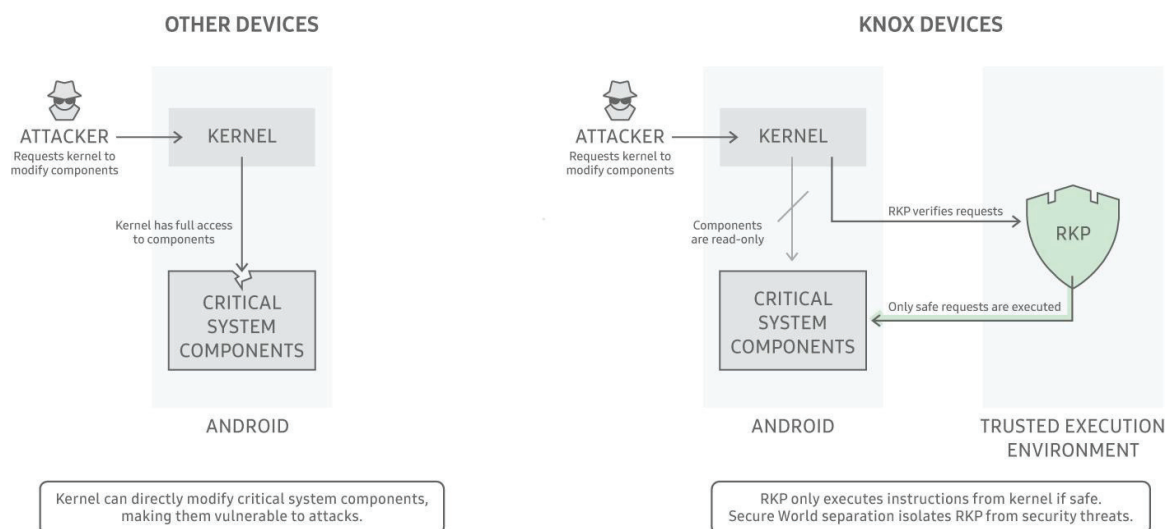 OTHER DEVICES
ATTACKER
Requests kernel to
modify components
KERNEL
Kernel has full access
to components
CRITICAL
SYSTEM
COMPONENTS
ANDROID
Kernel can directly modify critical system components,
making them vulnerable to attacks.
KNOX DEVICES
ATTACKER
Requests kernel to
modify components
KERNEL
Components
are read-only
RKP verifies requests
RKP
Only safe requests are executed
CRITICAL
SYSTEM
COMPONENTS
ANDROID
TRUSTED EXECUTION
ENVIRONMENT
RKP only executes instructions from kernel if safe.
Secure World separation isolates RKP from security threats.